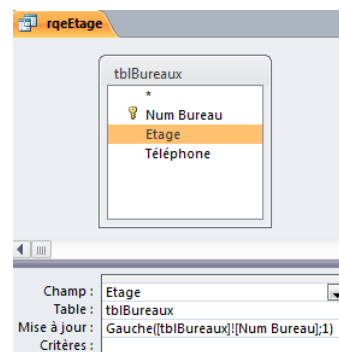 rqeEtage
tblBureaux
*
Num Bureau
Etage
Téléphone
Champ : Etage
Table : tblBureaux
Mise à jour : Gauche([tblBureaux]![Num Bureau];1)
Critères :